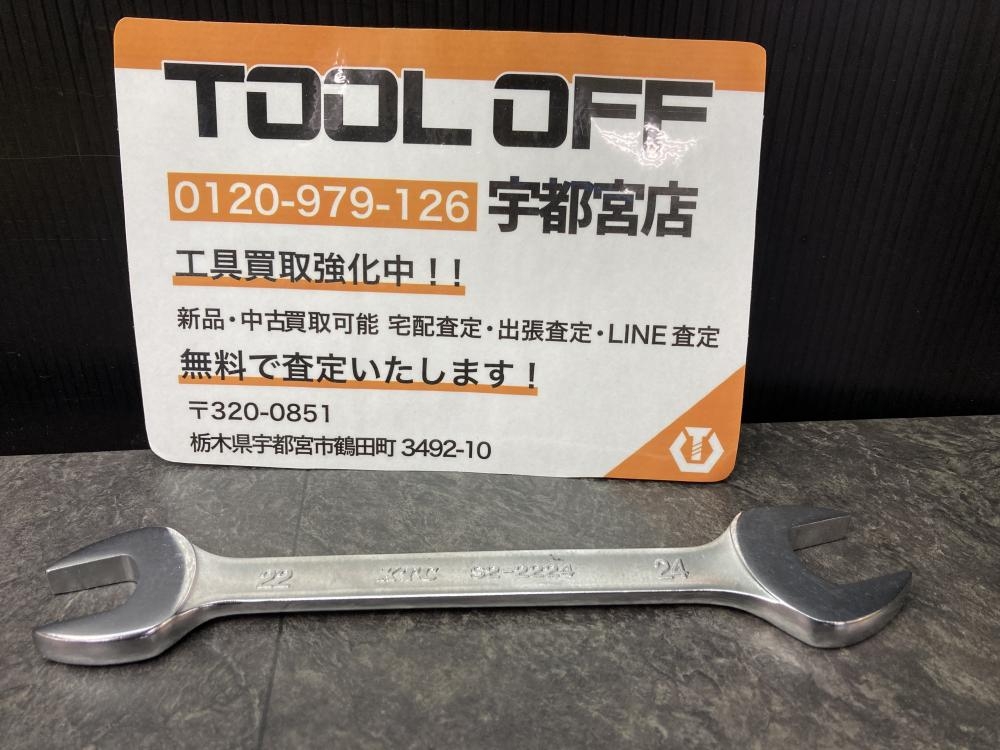 TOOL OFF
0120-979-126 宇都宮店
工具買取強化中!!
新品・中古買取可能 宅配査定・出張査定・LINE査定
無料で査定いたします!
〒320-0851
栃木県宇都宮市鶴田町 3492-10
22 KTC S2-2224 24